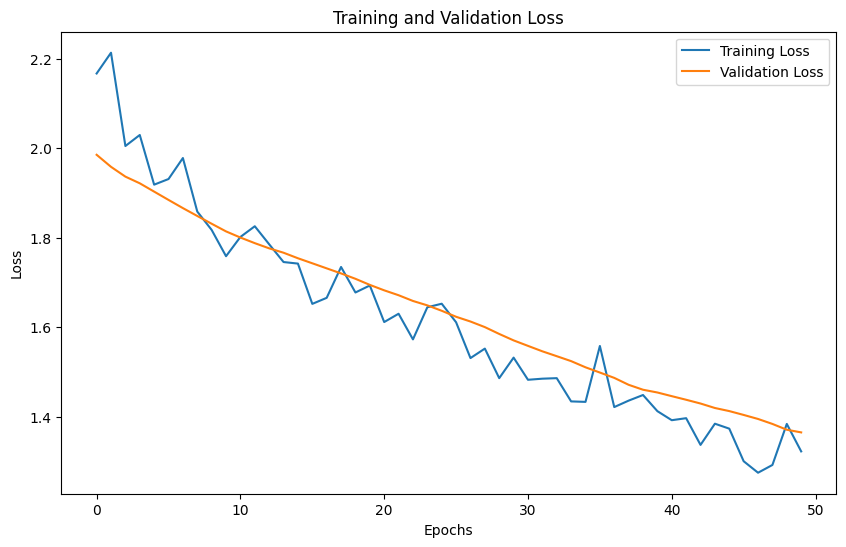 Training and Validation Loss
Training Loss
Validation Loss
Loss
2.2
2.0
1.8
1.6
1.4
0
10
20
30
40
50
Epochs